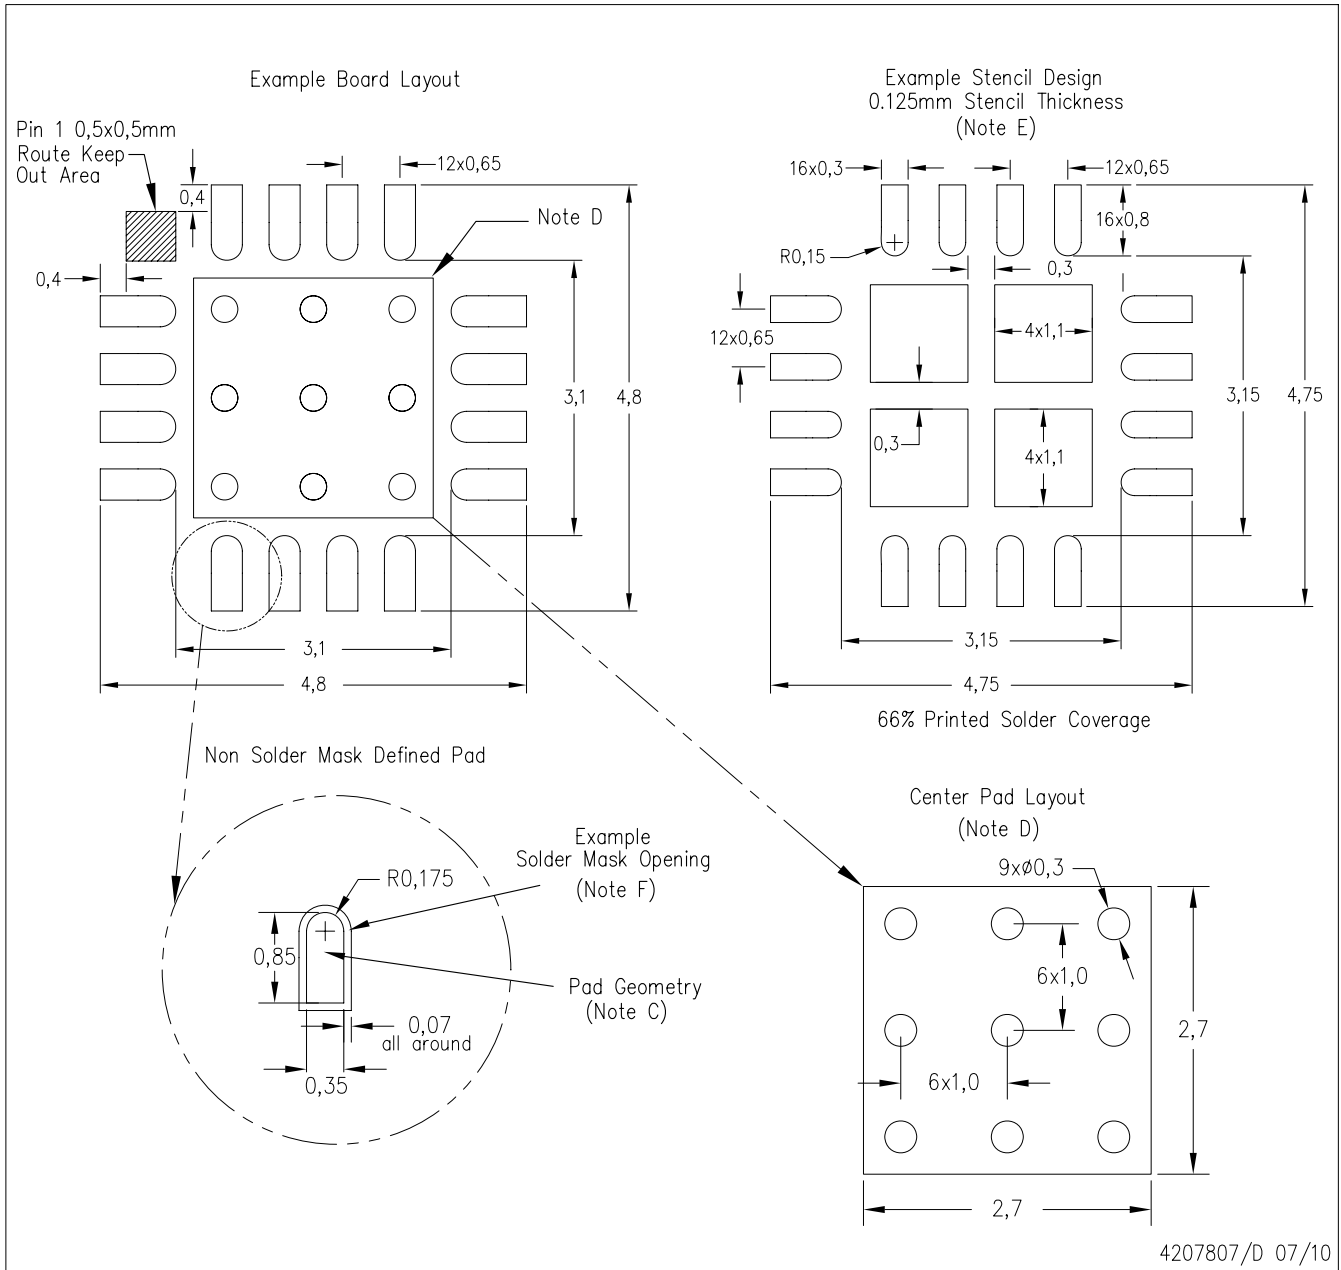 Example Board Layout
Pin 1 0,5x0,5mm
Route Keep
Out Area
0,4
12x0,65
Note D
0,4
3,1
4,8
3,1
4,8
Example Stencil Design
0.125mm Stencil Thickness
(Note E)
16x0,3
12x0,65
16x0,8
R0,15
0,3
12x0,65
4x1,1
3,15
4,75
0,3
4x1,1
3,15
4,75
66% Printed Solder Coverage
Non Solder Mask Defined Pad
Example
Solder Mask Opening
(Note F)
R0,175
0,85
Pad Geometry
(Note C)
0,07
all around
0,35
Center Pad Layout
(Note D)
9xø0,3
6x1,0
6x1,0
2,7
2,7
4207807/D 07/10